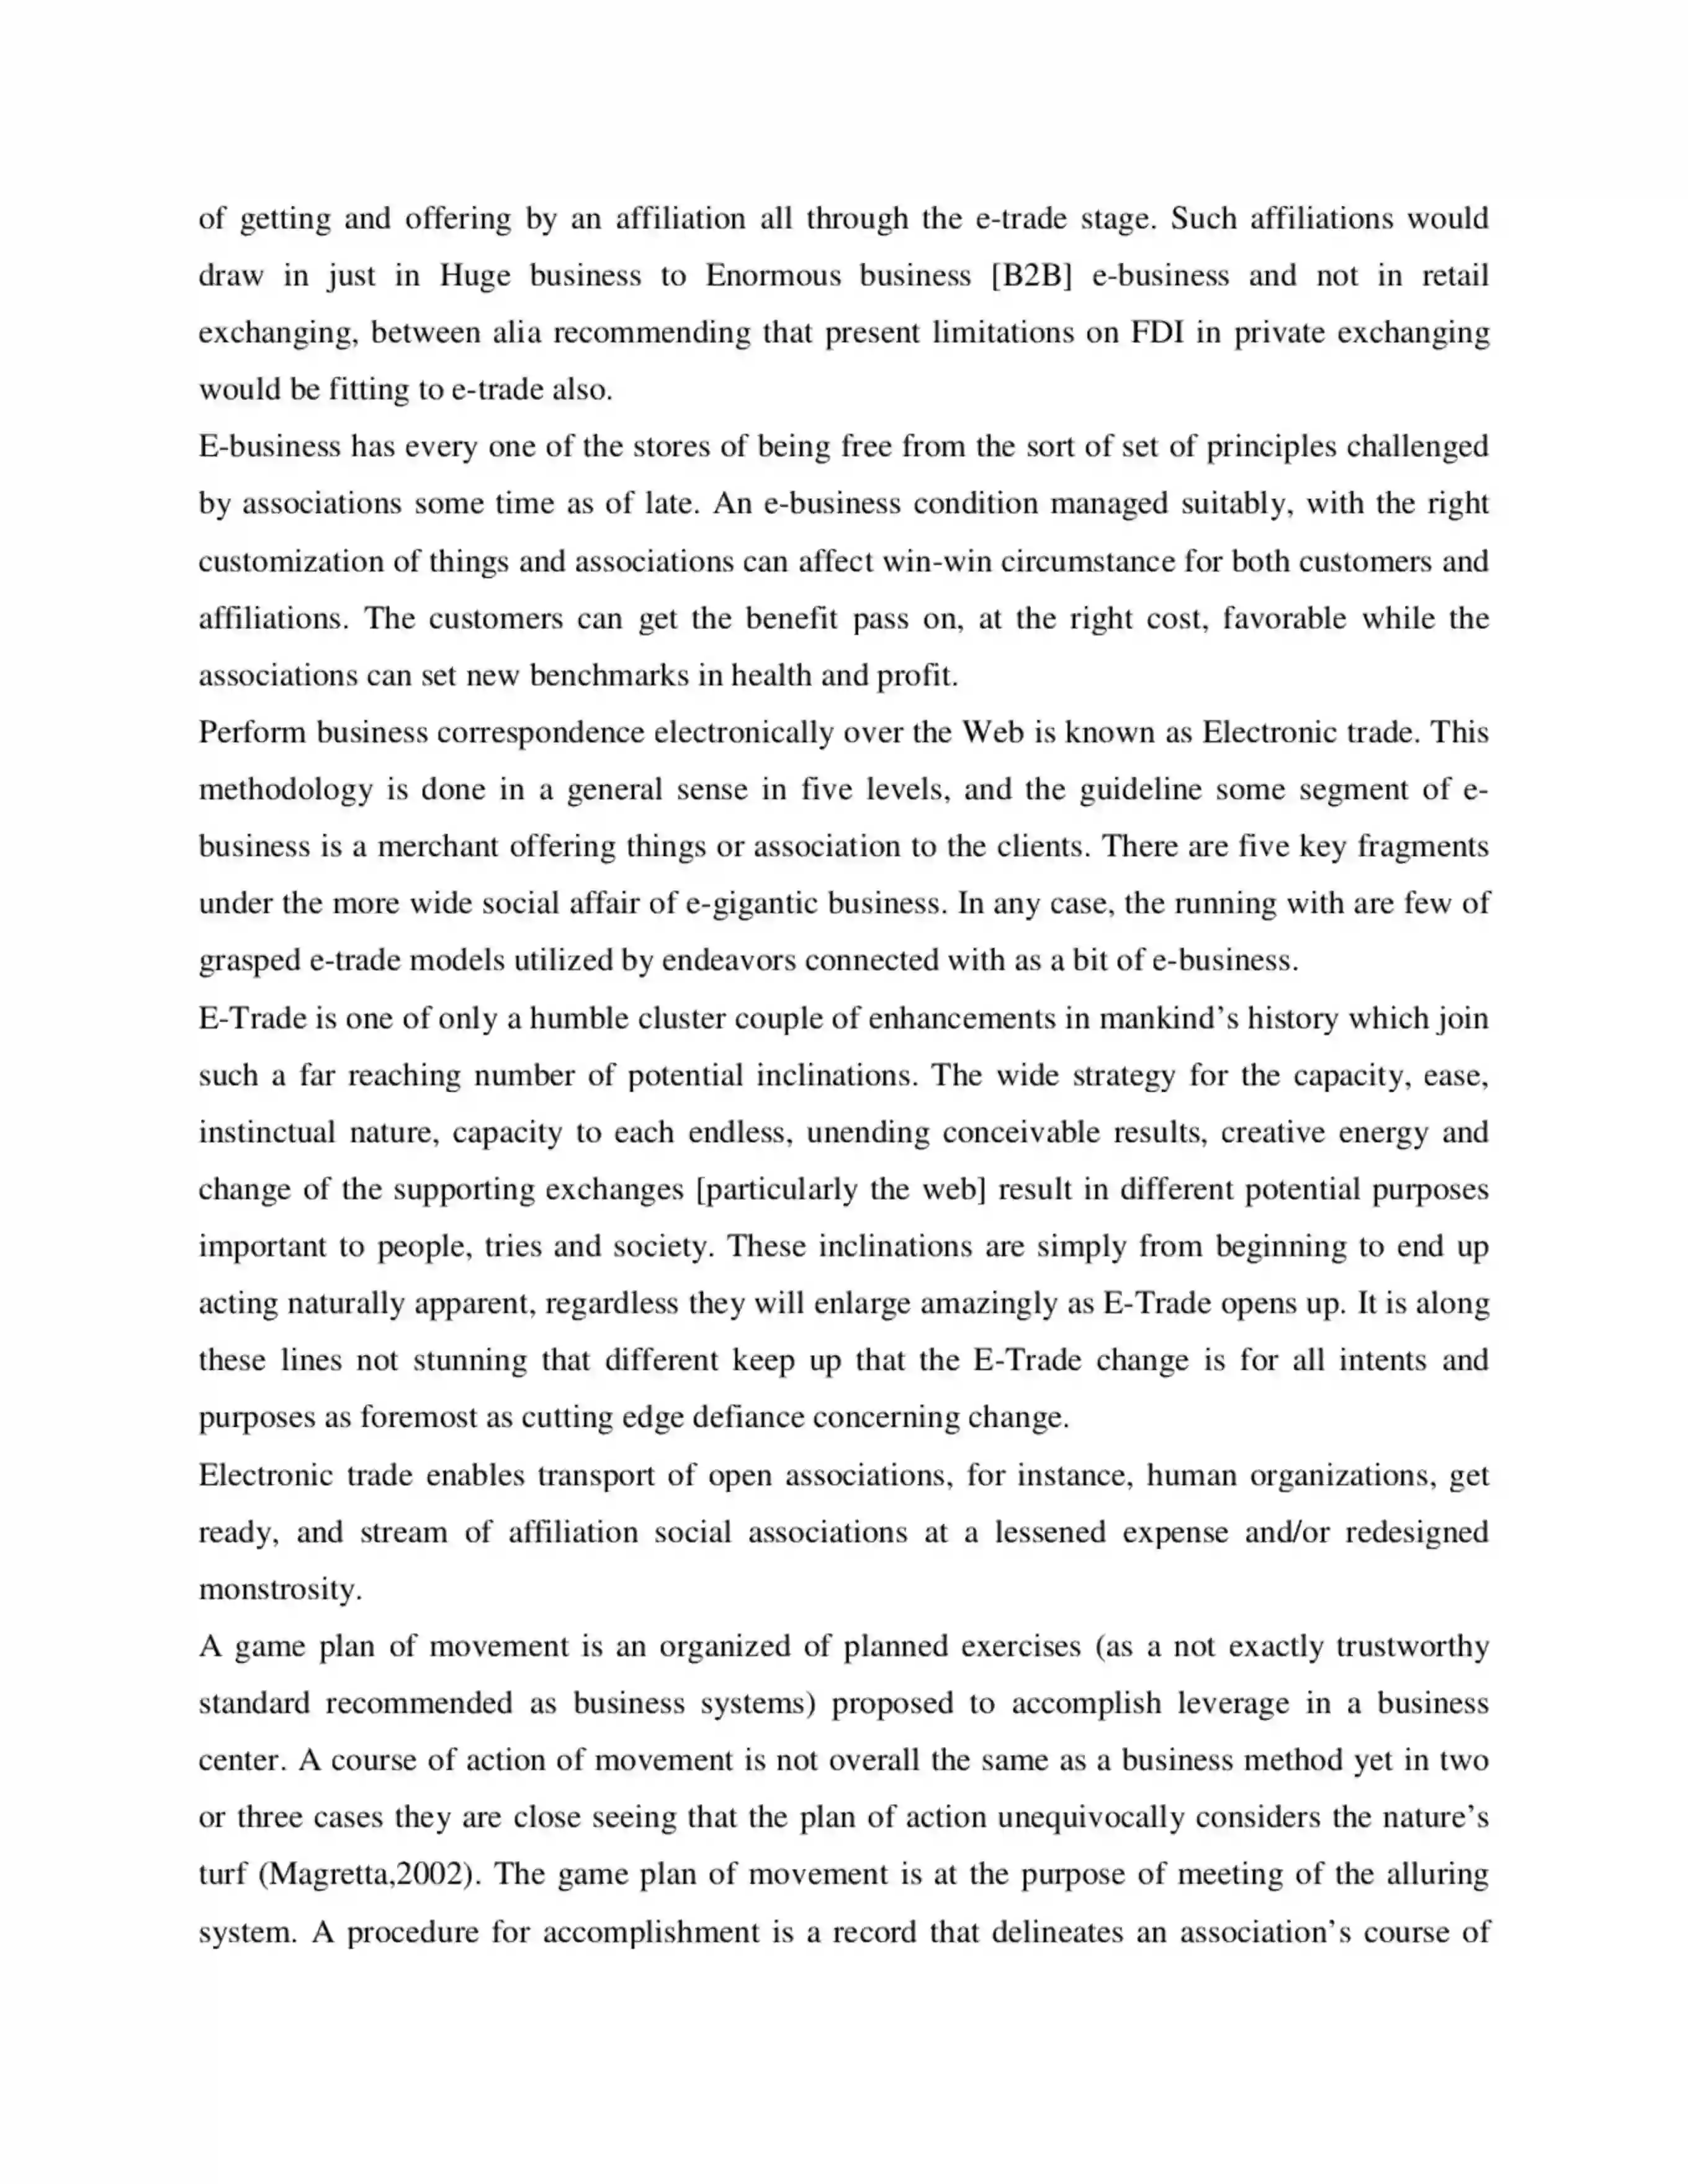 of getting and offering by an affiliation all through the e-trade stage. Such affiliations would
draw in just in Huge business to Enormous business [B2B] e-business and not in retail
exchanging, between alia recommending that present limitations on FDI in private exchanging
would be fitting to e-trade also.
E-business has every one of the stores of being free from the sort of set of principles challenged
by associations some time as of late. An e-business condition managed suitably, with the right
customization of things and associations can affect win-win circumstance for both customers and
affiliations. The customers can get the benefit pass on, at the right cost, favorable while the
associations can set new benchmarks in health and profit.
Perform business correspondence electronically over the Web is known as Electronic trade. This
methodology is done in a general sense in five levels, and the guideline some segment of e-
business is a merchant offering things or association to the clients. There are five key fragments
under the more wide social affair of e-gigantic business. In any case, the running with are few of
grasped e-trade models utilized by endeavors connected with as a bit of e-business.
E-Trade is one of only a humble cluster couple of enhancements in mankind’s history which join
such a far reaching number of potential inclinations. The wide strategy for the capacity, ease,
instinctual nature, capacity to each endless, unending conceivable results, creative energy and
change of the supporting exchanges [particularly the web] result in different potential purposes
important to people, tries and society. These inclinations are simply from beginning to end up
acting naturally apparent, regardless they will enlarge amazingly as E-Trade opens up. It is along
these lines not stunning that different keep up that the E-Trade change is for all intents and
purposes as foremost as cutting edge defiance concerning change.
Electronic trade enables transport of open associations, for instance, human organizations, get
ready, and stream of affiliation social associations at a lessened expense and/or redesigned
monstrosity.
A game plan of movement is an organized of planned exercises (as a not exactly trustworthy
standard recommended as business systems) proposed to accomplish leverage in a business
center. A course of action of movement is not overall the same as a business method yet in two
or three cases they are close seeing that the plan of action unequivocally considers the nature’s
turf (Magretta,2002). The game plan of movement is at the purpose of meeting of the alluring
system. A procedure for accomplishment is a record that delineates an association’s course of